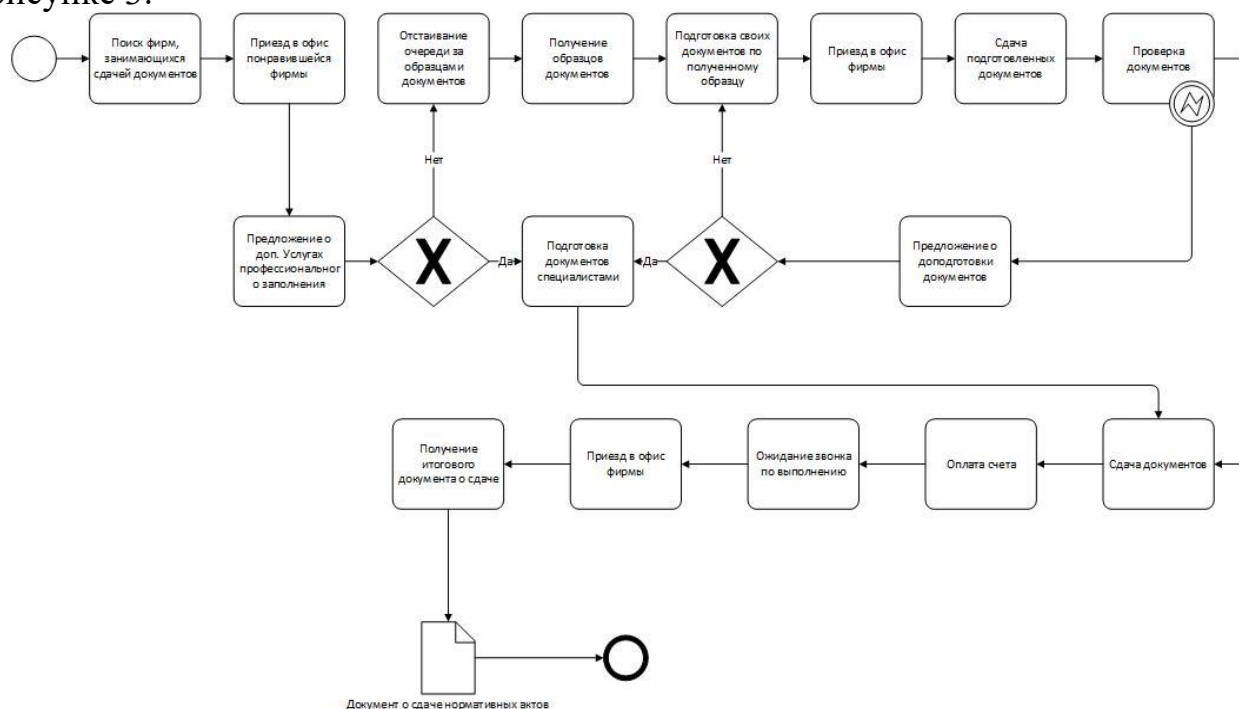 рисунке 3.
Поиск фирм,
занимающихся
сдачей документов
Приезд в офис
понравившейся
фирмы
Отстаивание
очереди за
образцами
документов
Получение
образцов
документов
Подготовка своих
документов по
полученному
образцу
Приезд в офис
фирмы
Сдача
подготовленных
документов
Проверка
документов
Нет
Нет
Предложение о
доп. Услугах
профессиональног
о заполнения
Да
Подготовка
документов
специалистами
Да
Предложение о
доподготовки
документов
Получение
итогового
документа о сдаче
Приезд в офис
фирмы
Ожидание звонка
по выполнению
Оплата счета
Сдача документов
Документ о сдаче нормативных актов